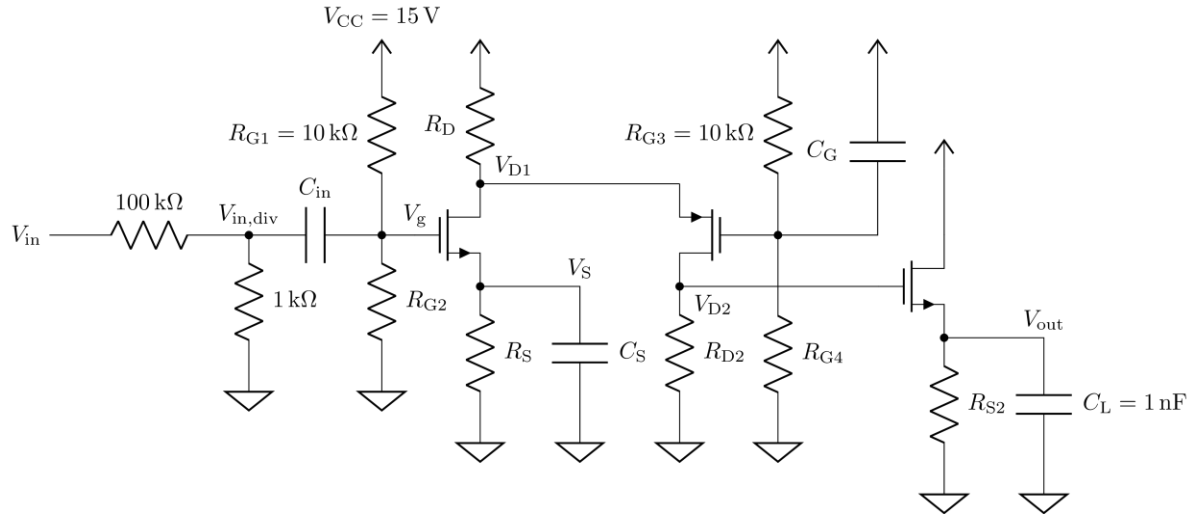 V_CC = 15 V
R_G1 = 10 kΩ
R_D
R_G3 = 10 kΩ
C_G
V_D1
100 kΩ
C_in
V_in,div
V_g
V_in
V_S
1 kΩ
R_G2
V_D2
V_out
R_S
C_S
R_D2
R_G4
R_S2
C_L = 1 nF